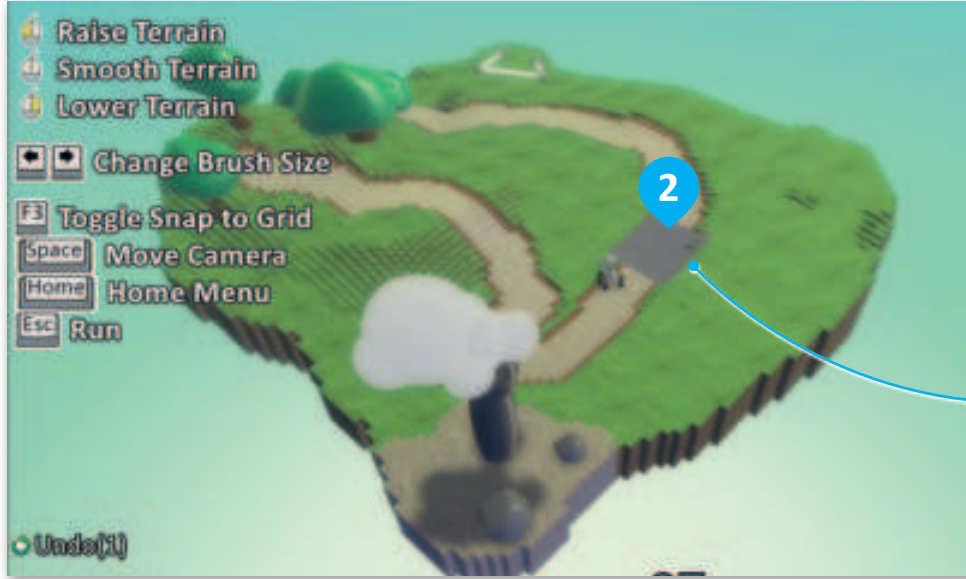 Raise Terrain
Smooth Terrain
Lower Terrain
Change Brush Size
F3 Toggle Snap to Grid
Space Move Camera
Home Home Menu
Esc Run
2
Undo(1)